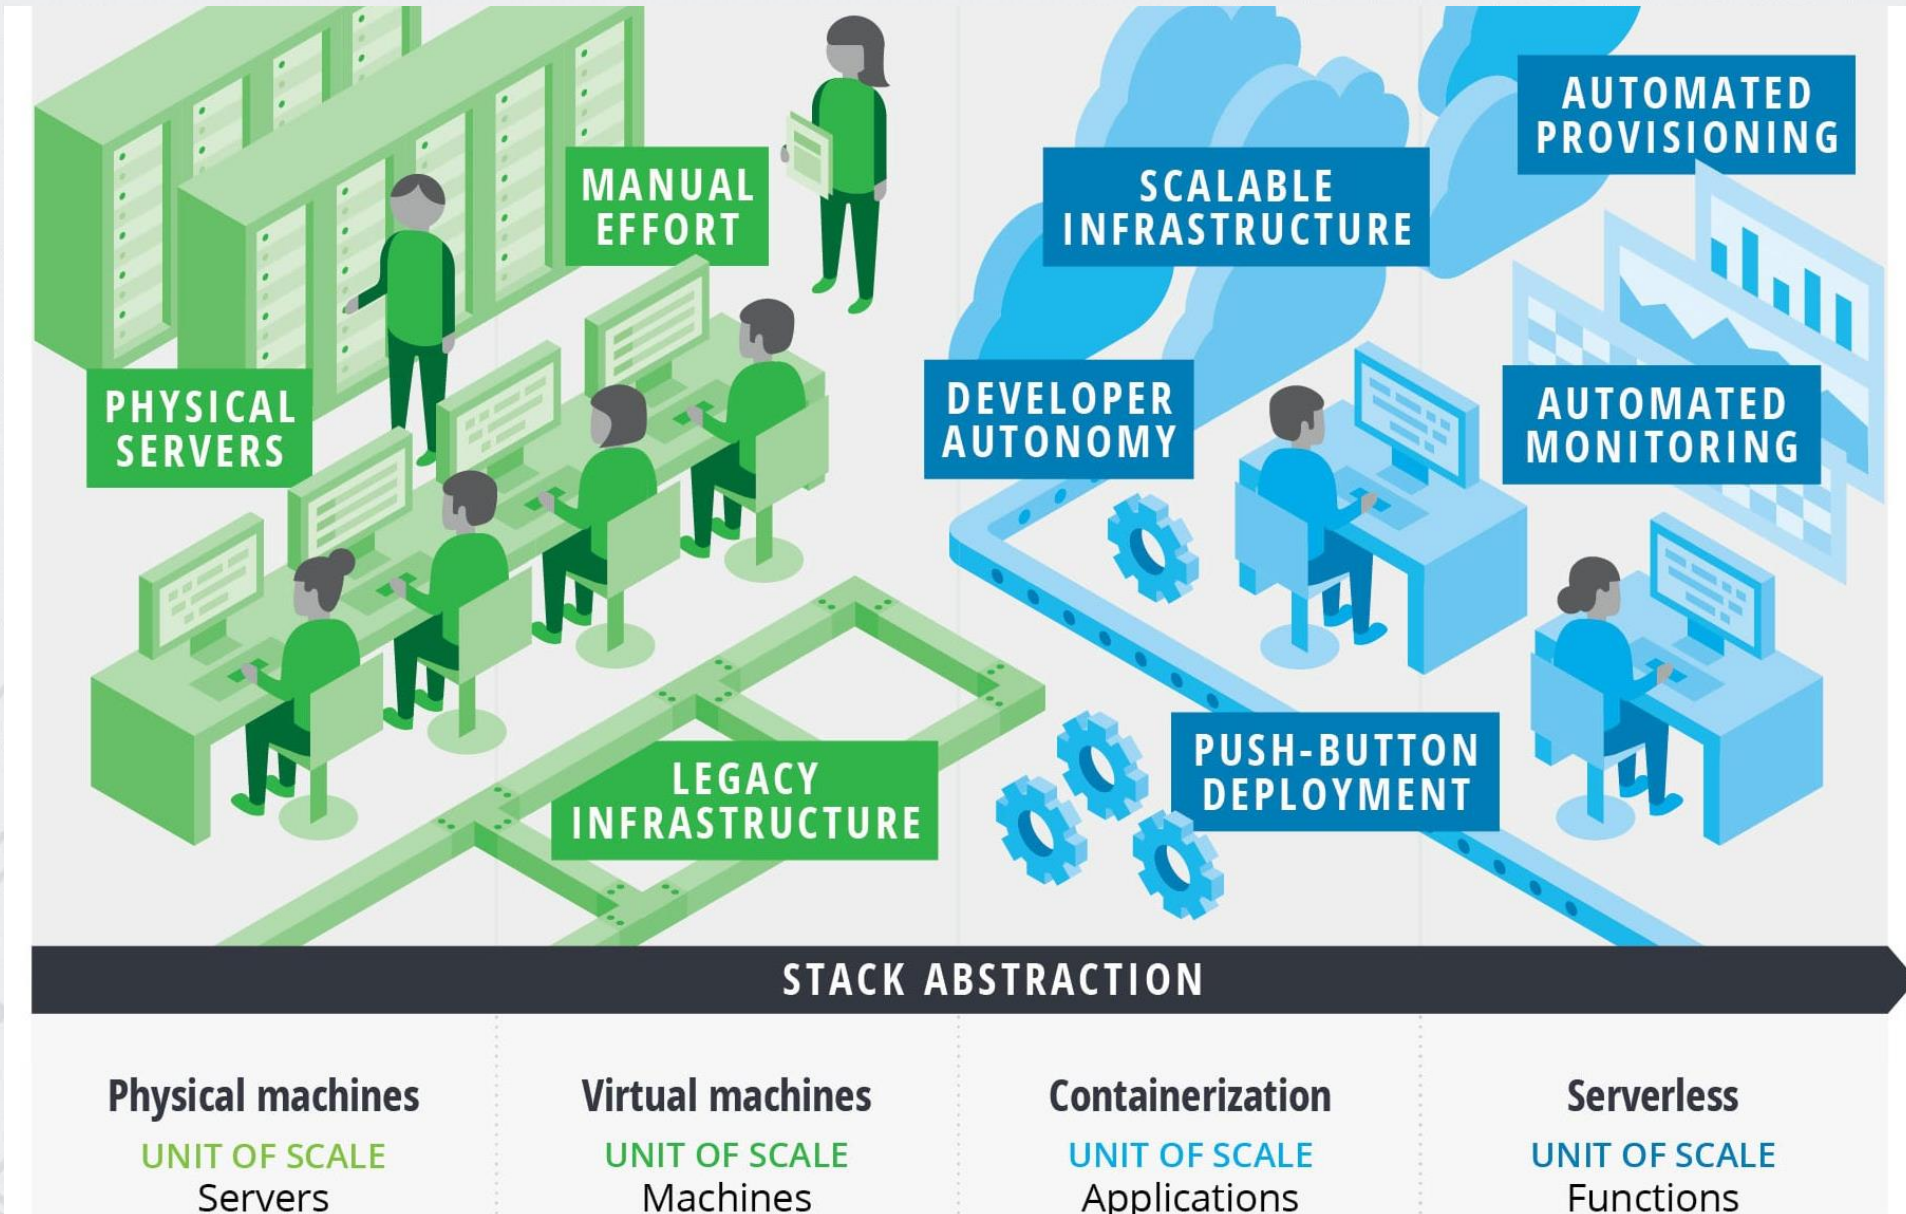 MANUAL
EFFORT
PHYSICAL
SERVERS
LEGACY
INFRASTRUCTURE
AUTOMATED
PROVISIONING
SCALABLE
INFRASTRUCTURE
DEVELOPER
AUTONOMY
AUTOMATED
MONITORING
PUSH-BUTTON
DEPLOYMENT
STACK ABSTRACTION
Physical machines
UNIT OF SCALE
Servers
Virtual machines
UNIT OF SCALE
Machines
Containerization
UNIT OF SCALE
Applications
Serverless
UNIT OF SCALE
Functions